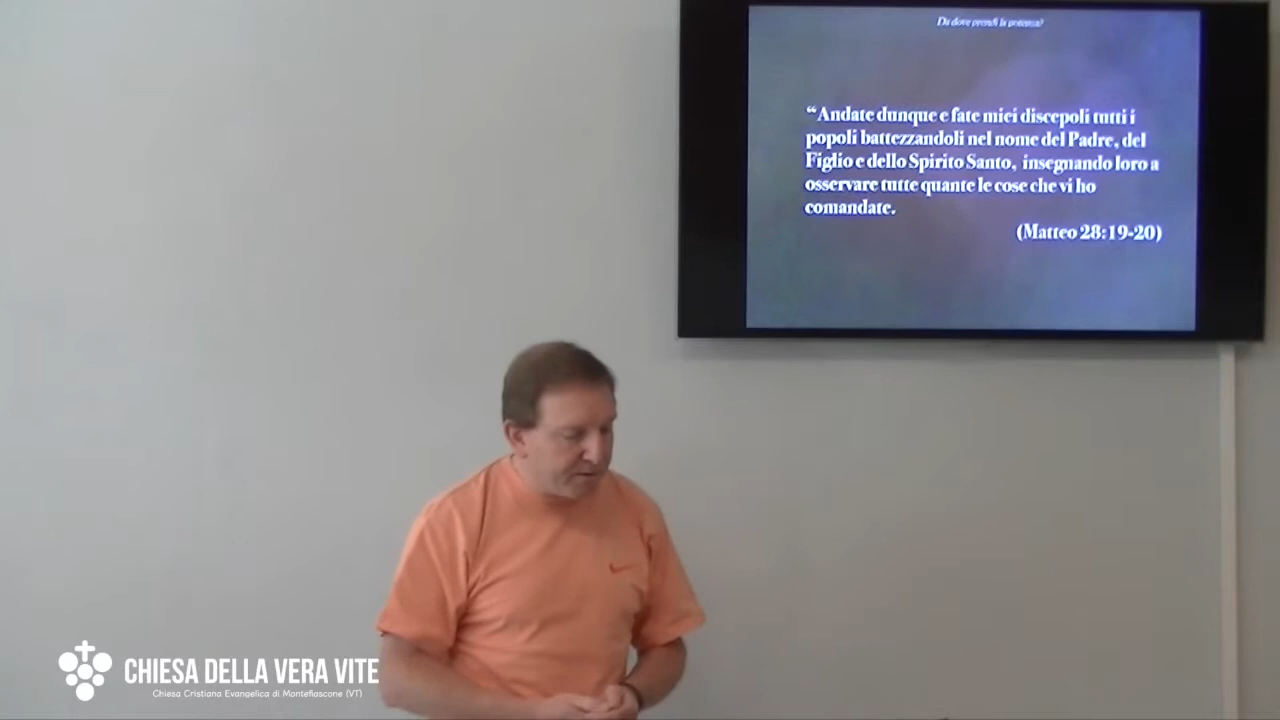 Da dove prendi la potenza?
“Andate dunque e fate miei discepoli tutti i
popoli battezzandoli nel nome del Padre, del
Figlio e dello Spirito Santo, insegnando loro a
osservare tutte quante le cose che vi ho
comandate.
(Matteo 28:19-20)
CHIESA DELLA VERA VITE
Chiesa Cristiana Evangelica di Montefiascone (VT)